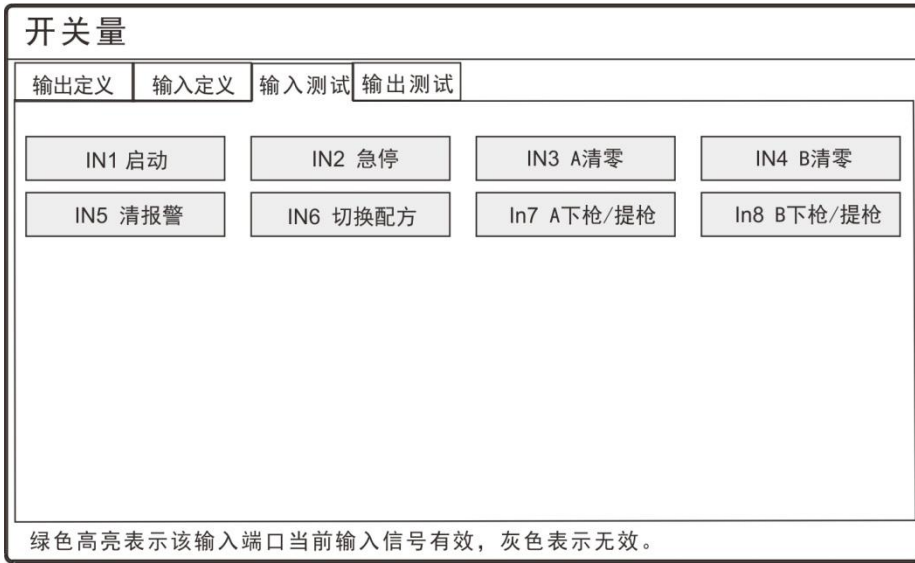 开关量
输出定义 输入定义 输入测试 输出测试
IN1 启动 IN2 急停 IN3 A清零 IN4 B清零
IN5 清报警 IN6 切换配方 In7 A下枪/提枪 In8 B下枪/提枪
绿色高亮表示该输入端口当前输入信号有效，灰色表示无效。